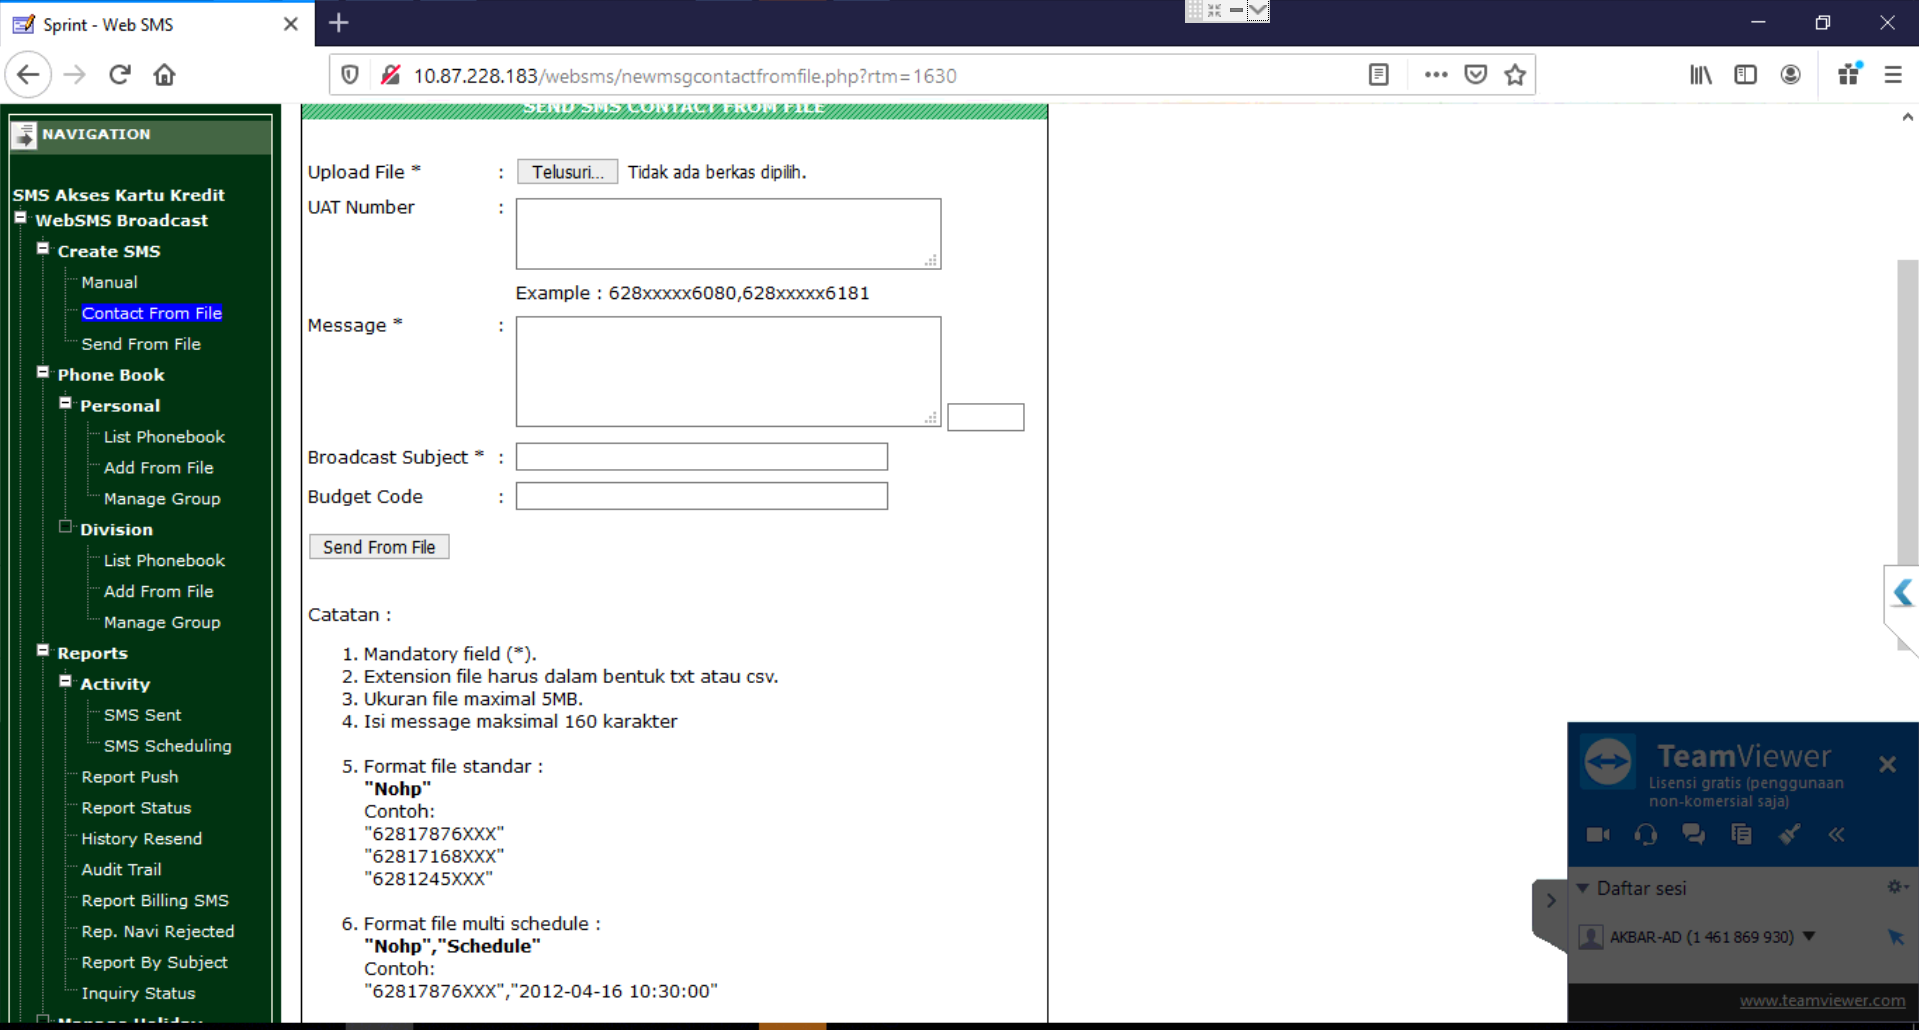 Sprint - Web SMS
10.87.228.183/websms/newmsgcontactfromfile.php?rtm=1630
NAVIGATION
SMS Akses Kartu Kredit
WebSMS Broadcast
Create SMS
Manual
Contact From File
Send From File
Phone Book
Personal
List Phonebook
Add From File
Manage Group
Division
List Phonebook
Add From File
Manage Group
Reports
Activity
SMS Sent
SMS Scheduling
Report Push
Report Status
History Resend
Audit Trail
Report Billing SMS
Rep. Navi Rejected
Report By Subject
Inquiry Status
Manage Holiday
SEND SMS CONTACT FROM FILE
Upload File * : Telusuri... Tidak ada berkas dipilih.
UAT Number :
Example : 628xxxxx6080,628xxxxx6181
Message * :
Broadcast Subject * :
Budget Code :
Send From File
Catatan :
1. Mandatory field (*).
2. Extension file harus dalam bentuk txt atau csv.
3. Ukuran file maximal 5MB.
4. Isi message maksimal 160 karakter
5. Format file standar :
"Nohp"
Contoh:
"62817876XXX"
"62817168XXX"
"6281245XXX"
6. Format file multi schedule :
"Nohp","Schedule"
Contoh:
"62817876XXX","2012-04-16 10:30:00"
TeamViewer
Lisensi gratis (penggunaan
non-komersial saja)
Daftar sesi
AKBAR-AD (1 461 869 930)
www.teamviewer.com